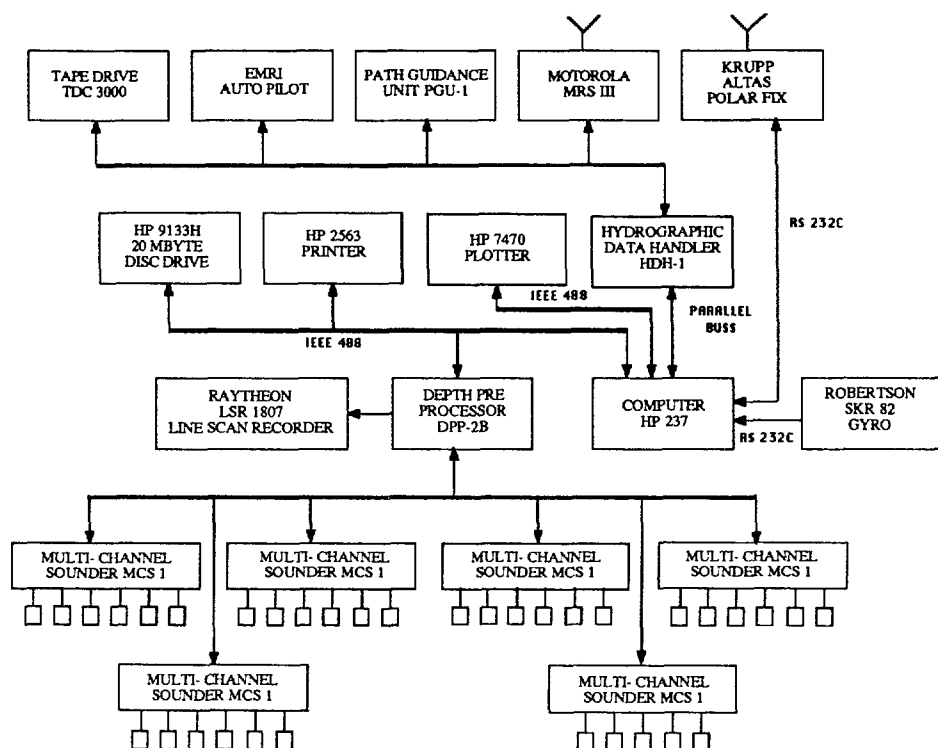 TAPE DRIVE
TDC 3000
EMRI
AUTO PILOT
PATH GUIDANCE
UNIT PGU-1
MOTOROLA
MRS III
KRUPP
ALTAS
POLAR FIX
RS 232C
HP 9133H
20 MBYTE
DISC DRIVE
HP 2563
PRINTER
HP 7470
PLOTTER
HYDROGRAPHIC
DATA HANDLER
HDH-1
IEEE 488
PARALLEL
BUSS
IEEE 488
RAYTHEON
LSR 1807
LINE SCAN RECORDER
DEPTH PRE
PROCESSOR
DPP-2B
COMPUTER
HP 237
ROBERTSON
SKR 82
GYRO
RS 232C
MULTI- CHANNEL
SOUNDER MCS 1
MULTI- CHANNEL
SOUNDER MCS 1
MULTI- CHANNEL
SOUNDER MCS 1
MULTI- CHANNEL
SOUNDER MCS 1
MULTI- CHANNEL
SOUNDER MCS 1
MULTI- CHANNEL
SOUNDER MCS 1